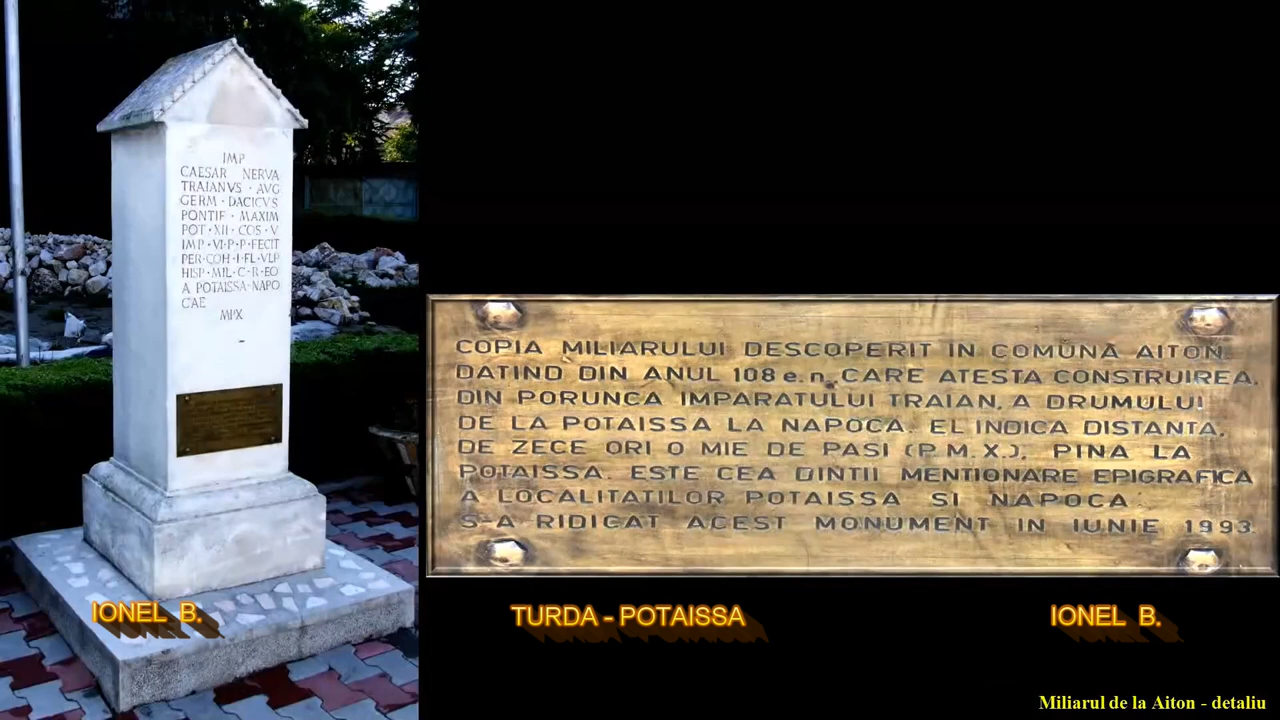 IMP
CAESAR NERVA
TRAIANVS · AVG
GERM · DACICVS
PONTIF · MAXIM
POT · XII · COS · V
IMP · VI · P · P · FECIT
PER · COH · I · FL · VLP
HISP · MIL · C · R · EQ
A POTAISSA · NAPO
CAE
MPX
IONEL B.
COPIA MILIARULUI DESCOPERIT IN COMUNĂ AITON
DATIND DIN ANUL 108 e.n. CARE ATESTA CONSTRUIREA,
DIN PORUNCA IMPARATULUI TRAIAN, A DRUMULUI
DE LA POTAISSA LA NAPOCA. EL INDICA DISTANTA,
DE ZECE ORI O MIE DE PASI (P.M.X.), PINA LA
POTAISSA. ESTE CEA DINTII MENTIONARE EPIGRAFICA
A LOCALITATILOR POTAISSA SI NAPOCA.
S-A RIDICAT ACEST MONUMENT IN IUNIE 1993.
TURDA - POTAISSA
IONEL B.
Miliarul de la Aiton - detaliu